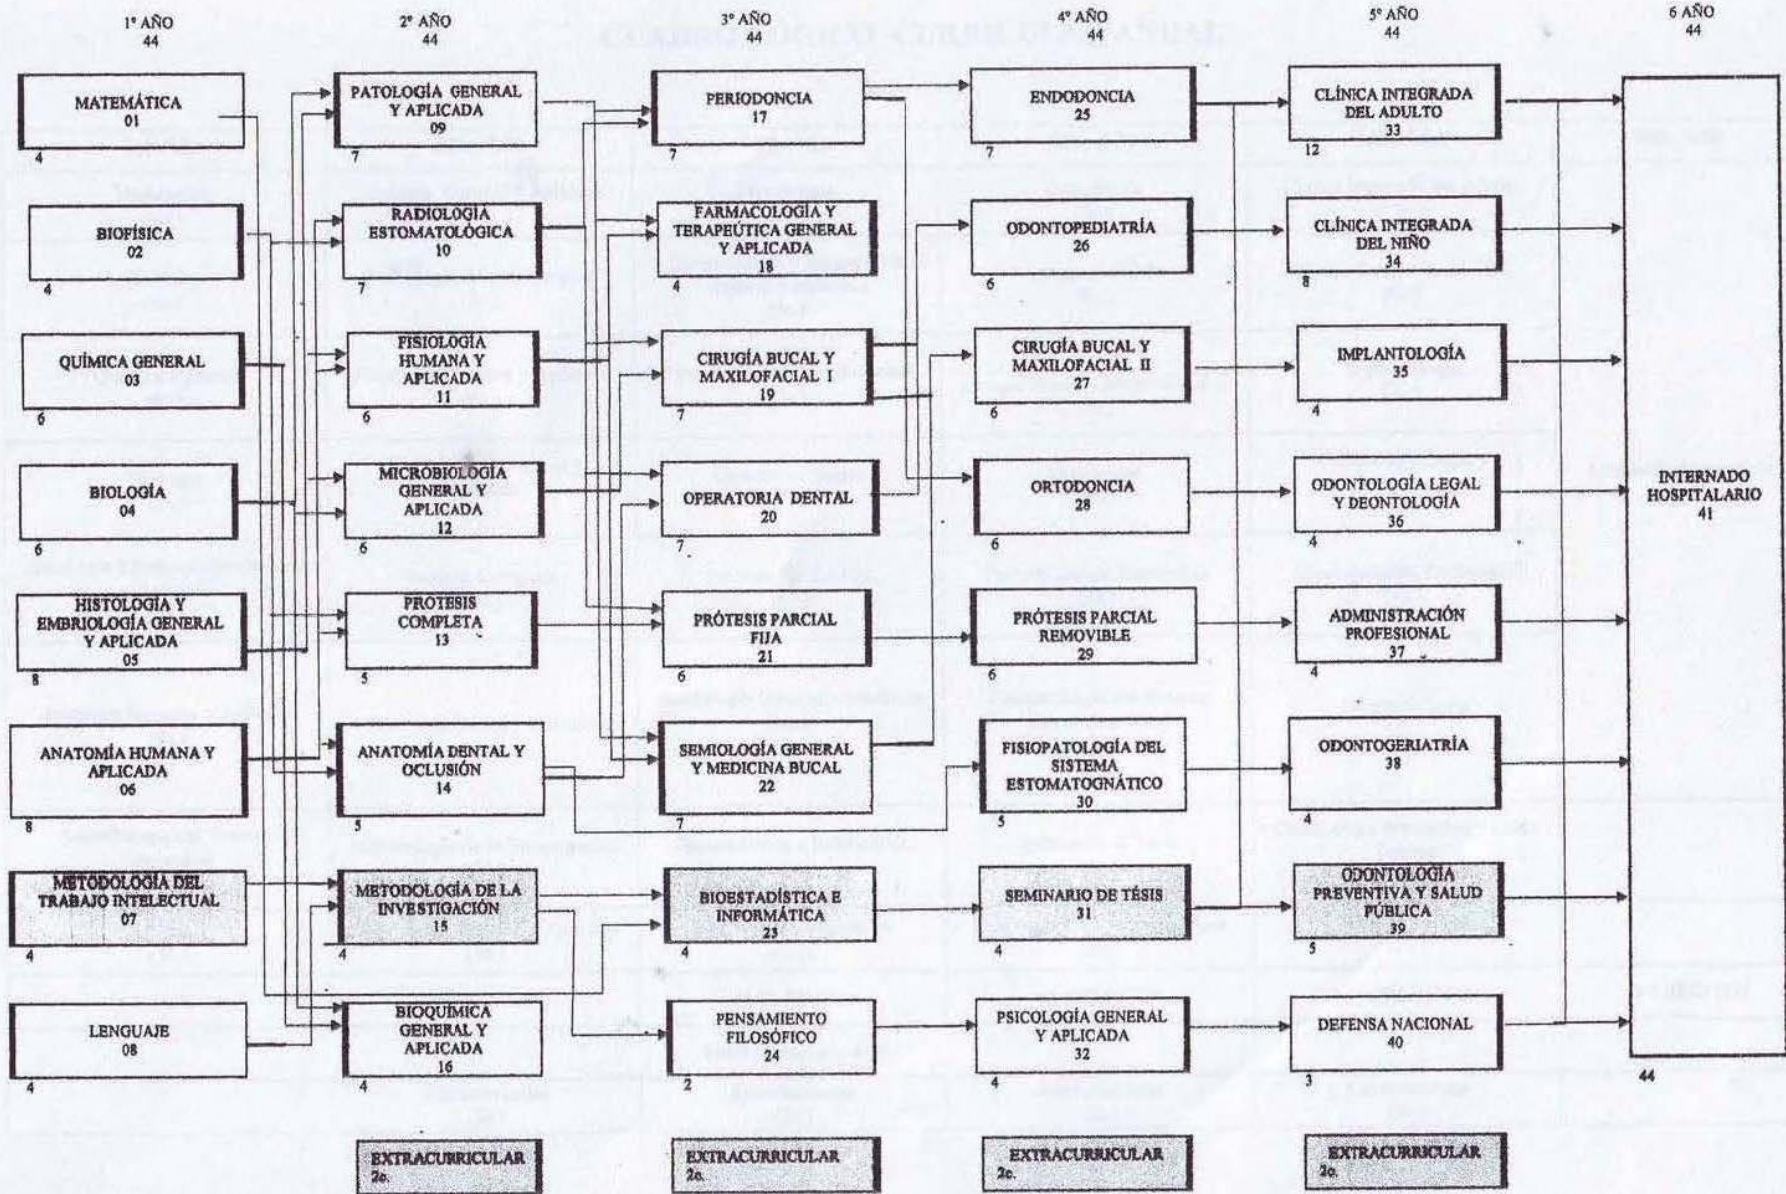 1º AÑO
44
2º AÑO
44
3º AÑO
44
4º AÑO
44
5º AÑO
44
6 AÑO
44
MATEMÁTICA
01
4
BIOFÍSICA
02
4
QUÍMICA GENERAL
03
6
BIOLOGÍA
04
6
HISTOLOGÍA Y
EMBRIOLOGÍA GENERAL
Y APLICADA
05
8
ANATOMÍA HUMANA Y
APLICADA
06
8
METODOLOGÍA DEL
TRABAJO INTELECTUAL
07
4
LENGUAJE
08
4
PATOLOGÍA GENERAL
Y APLICADA
09
7
RADIOLOGÍA
ESTOMATOLÓGICA
10
7
FISIOLOGÍA
HUMANA Y
APLICADA
11
6
MICROBIOLOGÍA
GENERAL Y
APLICADA
12
6
PROTESIS
COMPLETA
13
5
ANATOMÍA DENTAL Y
OCLUSIÓN
14
5
METODOLOGÍA DE LA
INVESTIGACIÓN
15
4
BIOQUÍMICA
GENERAL Y
APLICADA
16
4
EXTRACURRICULAR
2c.
PERIODONCIA
17
7
FARMACOLOGÍA Y
TERAPEÚTICA GENERAL
Y APLICADA
18
4
CIRUGÍA BUCAL Y
MAXILOFACIAL I
19
7
OPERATORIA DENTAL
20
7
PRÓTESIS PARCIAL
FIJA
21
6
SEMIOLOGÍA GENERAL
Y MEDICINA BUCAL
22
7
BIOESTADÍSTICA E
INFORMÁTICA
23
4
PENSAMIENTO
FILOSÓFICO
24
2
EXTRACURRICULAR
2c.
ENDODONCIA
25
7
ODONTOPEDIATRÍA
26
6
CIRUGÍA BUCAL Y
MAXILOFACIAL II
27
6
ORTODONCIA
28
6
PRÓTESIS PARCIAL
REMOVIBLE
29
6
FISIOPATOLOGÍA DEL
SISTEMA
ESTOMATOGNÁTICO
30
5
SEMINARIO DE TÉSIS
31
4
PSICOLOGÍA GENERAL
Y APLICADA
32
4
EXTRACURRICULAR
2c.
CLÍNICA INTEGRADA
DEL ADULTO
33
12
CLÍNICA INTEGRADA
DEL NIÑO
34
8
IMPLANTOLOGÍA
35
4
ODONTOLOGÍA LEGAL
Y DEONTOLOGÍA
36
4
ADMINISTRACIÓN
PROFESIONAL
37
4
ODONTOGERIATRÍA
38
4
ODONTOLOGÍA
PREVENTIVA Y SALUD
PÚBLICA
39
5
DEFENSA NACIONAL
40
3
EXTRACURRICULAR
2c.
INTERNADO
HOSPITALARIO
41
44